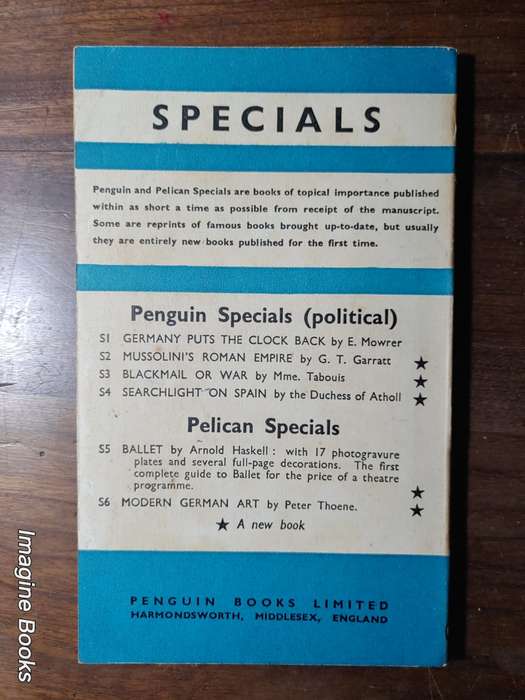 SPECIALS
Penguin and Pelican Specials are books of topical importance published
within as short a time as possible from receipt of the manuscript.
Some are reprints of famous books brought up-to-date, but usually
they are entirely new books published for the first time.
Penguin Specials (political)
S1 GERMANY PUTS THE CLOCK BACK by E. Mowrer
S2 MUSSOLINI'S ROMAN EMPIRE by G. T. Garratt ★
S3 BLACKMAIL OR WAR by Mme. Tabouis ★
S4 SEARCHLIGHT ON SPAIN by the Duchess of Atholl ★
Pelican Specials
S5 BALLET by Arnold Haskell: with 17 photogravure
plates and several full-page decorations. The first
complete guide to Ballet for the price of a theatre
programme. ★
S6 MODERN GERMAN ART by Peter Thoene. ★
★ A new book
PENGUIN BOOKS LIMITED
HARMONDSWORTH, MIDDLESEX, ENGLAND
Imagine Books